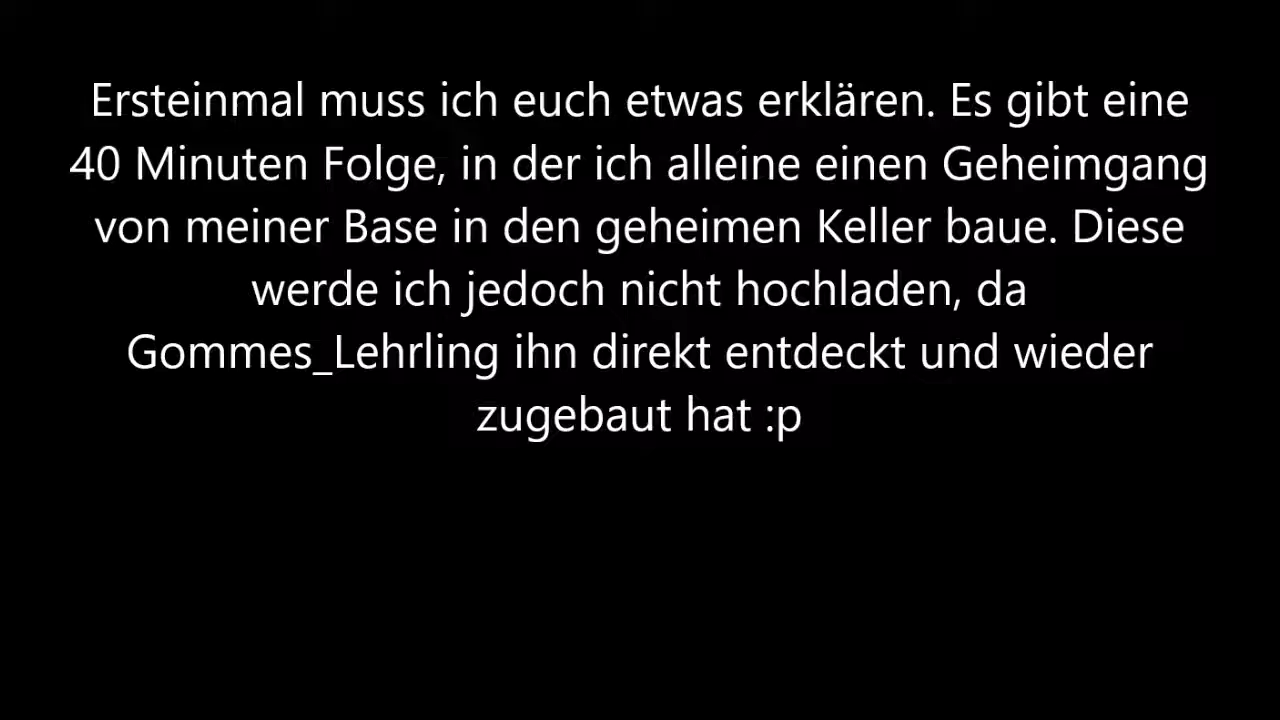 Ersteinmal muss ich euch etwas erklären. Es gibt eine
40 Minuten Folge, in der ich alleine einen Geheimgang
von meiner Base in den geheimen Keller baue. Diese
werde ich jedoch nicht hochladen, da
Gommes_Lehrling ihn direkt entdeckt und wieder
zugebaut hat :p